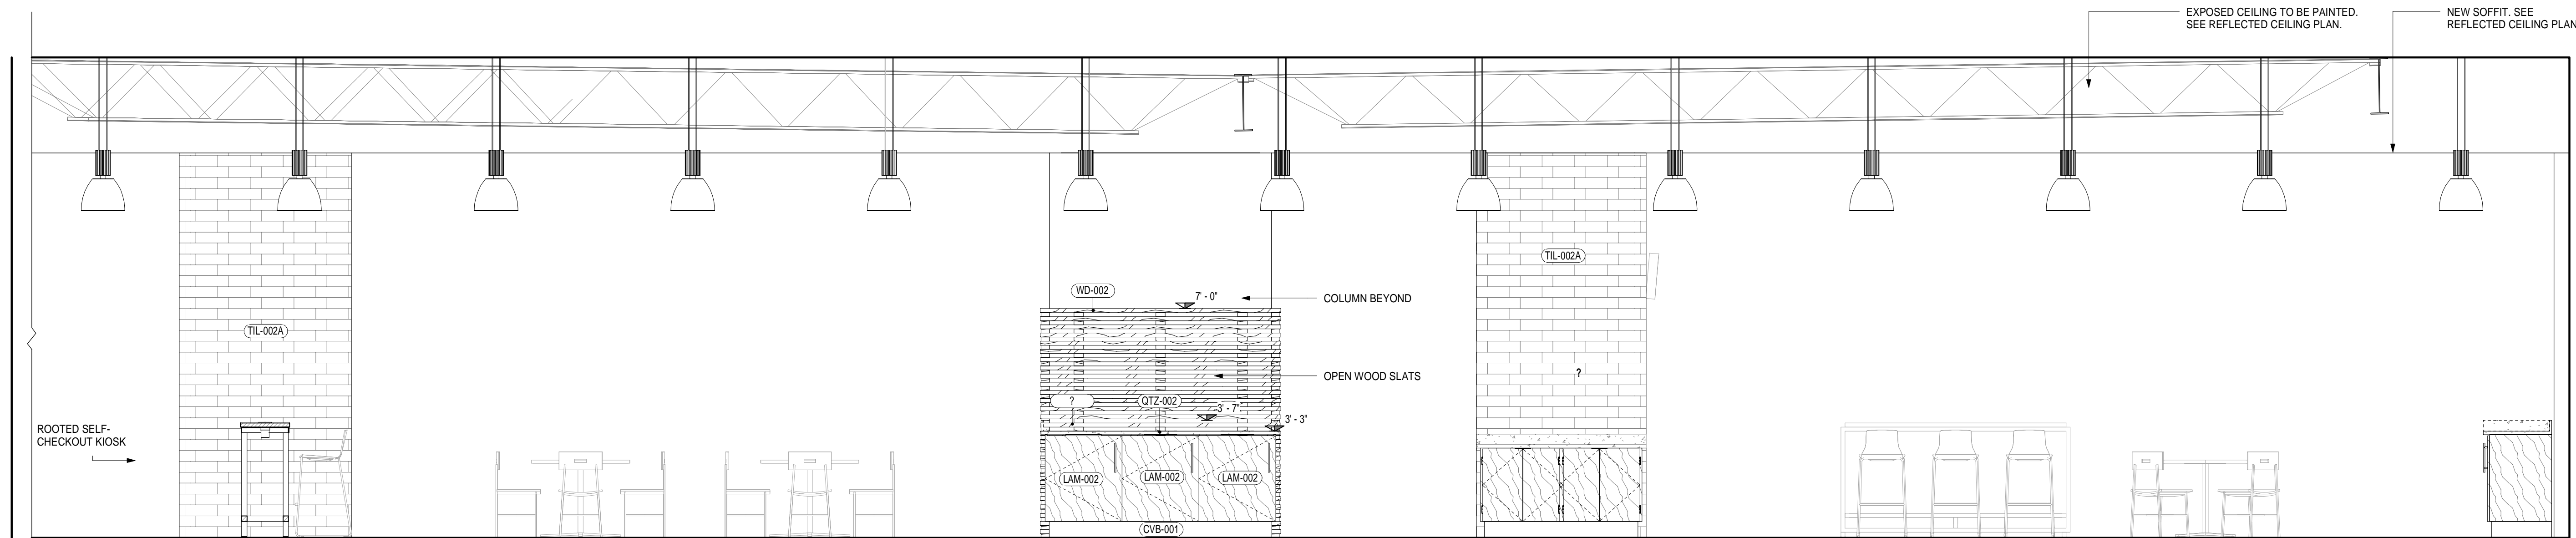 EXPOSED CEILING TO BE PAINTED.
SEE REFLECTED CEILING PLAN.
NEW SOFFIT. SEE
REFLECTED CEILING PLAN
TIL-002A
WD-002
7' - 0"
COLUMN BEYOND
TIL-002A
OPEN WOOD SLATS
?
?
QTZ-002
3' - 7"
3' - 3"
ROOTED SELF-
CHECKOUT KIOSK
LAM-002
LAM-002
LAM-002
CVB-001